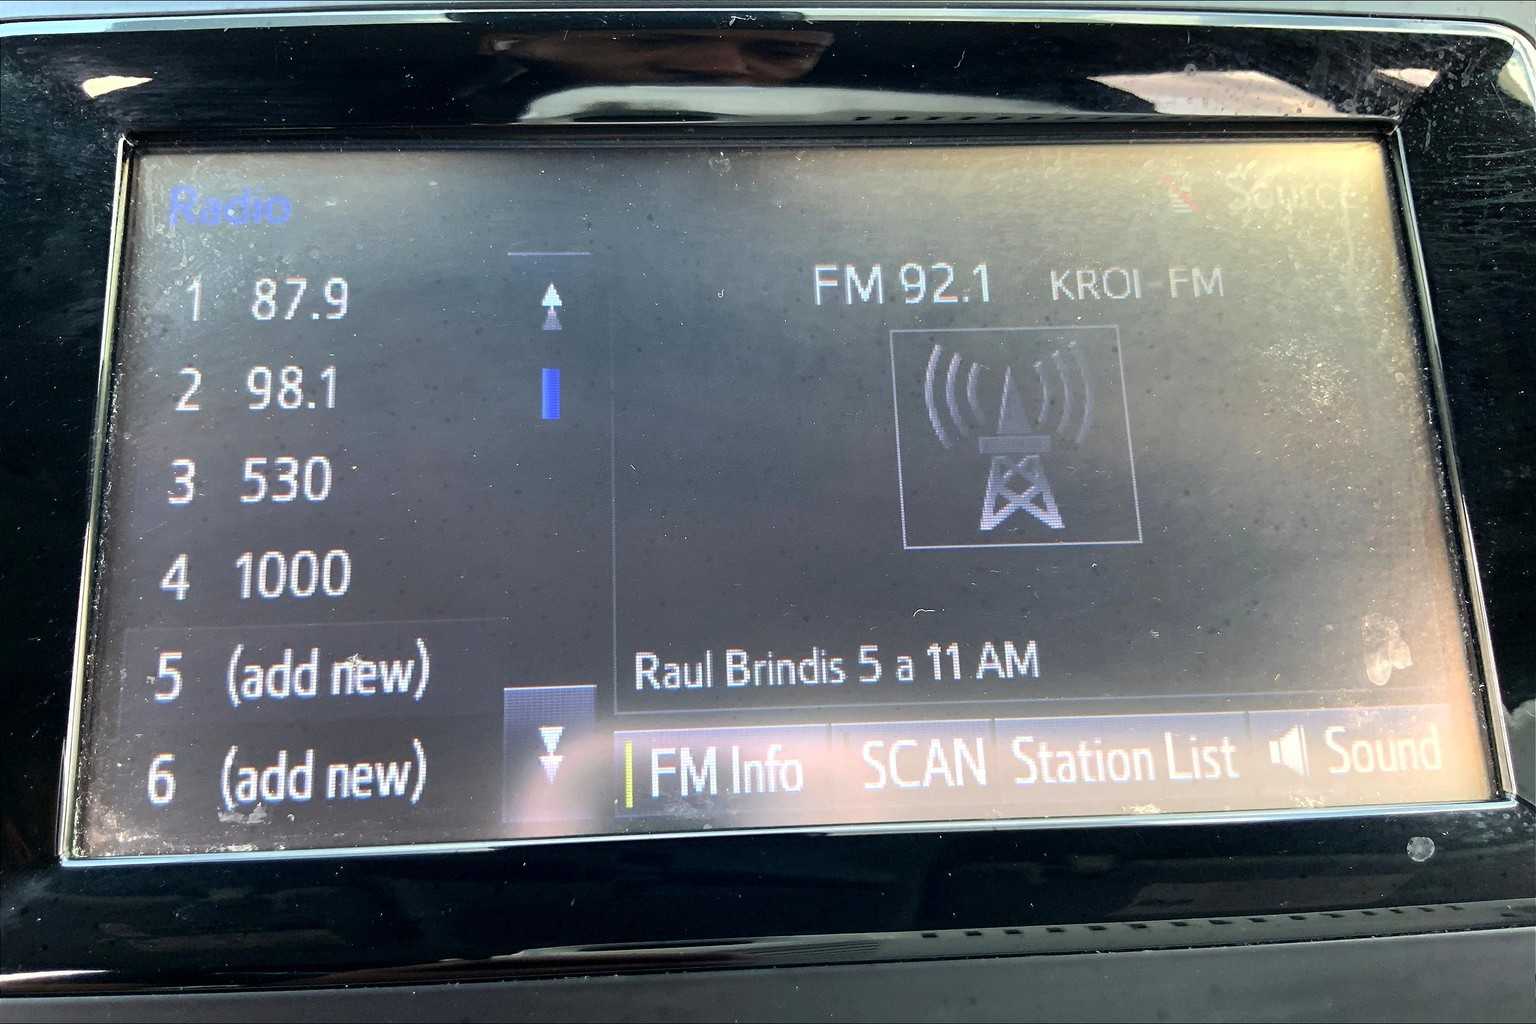 Radio
Source
1 87.9
2 98.1
3 530
4 1000
5 (add new)
6 (add new)
FM 92.1 KROI-FM
Raul Brindis 5 a 11 AM
FM Info
SCAN
Station List
Sound